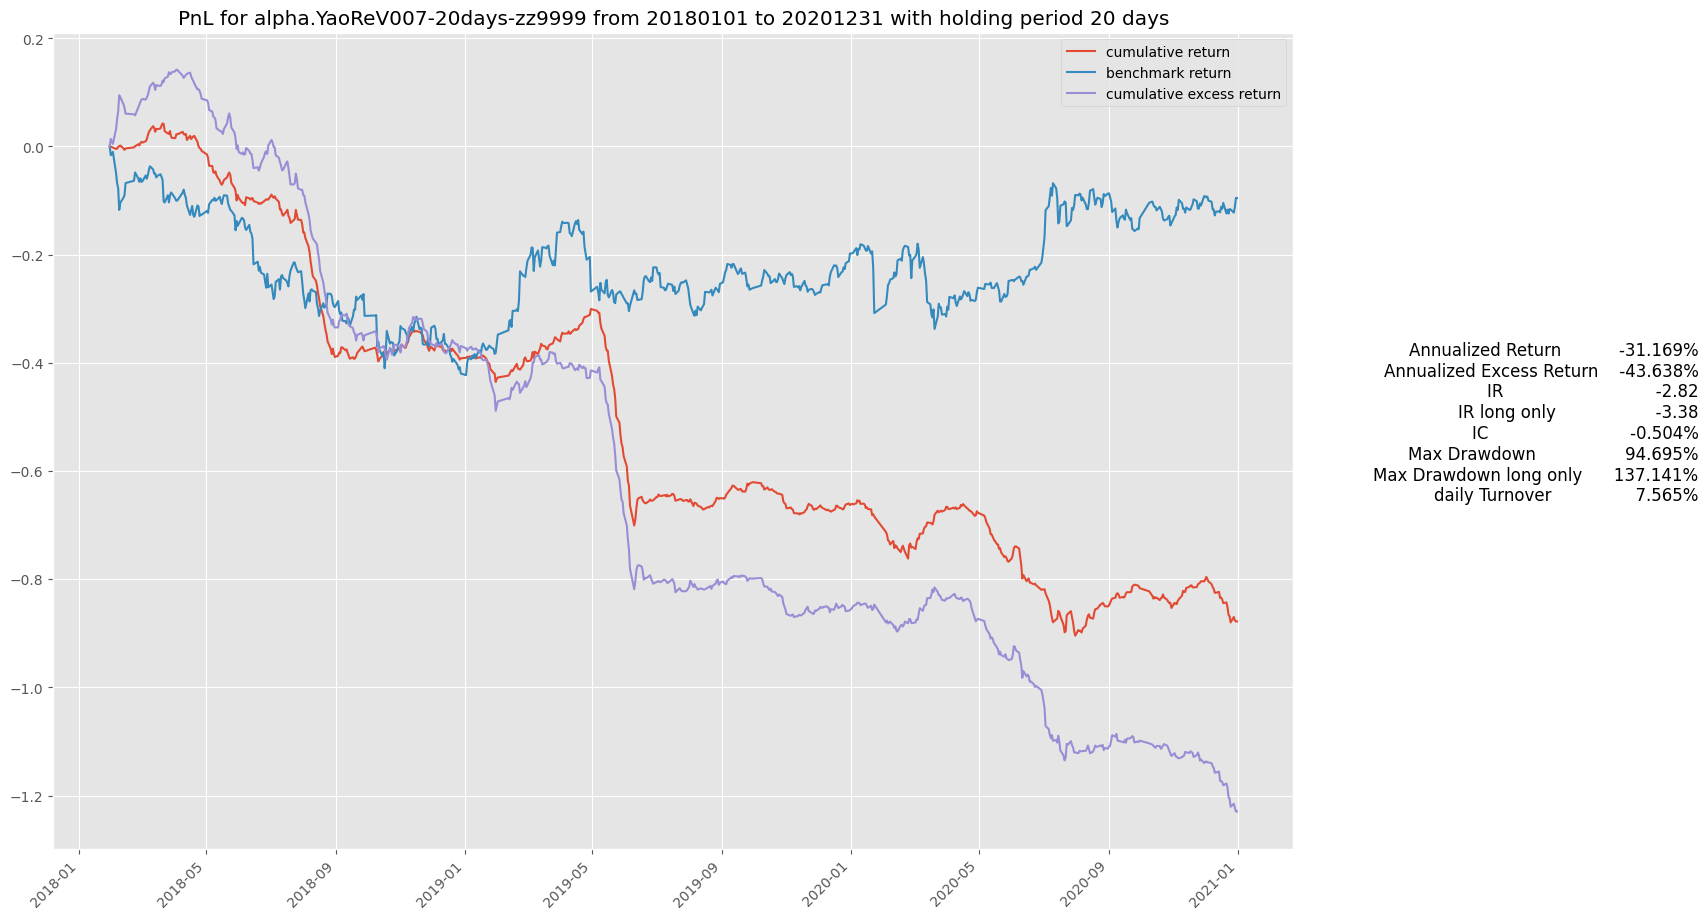 PnL for alpha.YaoReV007-20days-zz9999 from 20180101 to 20201231 with holding period 20 days
cumulative return
benchmark return
cumulative excess return
0.2
0.0
−0.2
−0.4
−0.6
−0.8
−1.0
−1.2
2018-01
2018-05
2018-09
2019-01
2019-05
2019-09
2020-01
2020-05
2020-09
2021-01
Annualized Return -31.169%
Annualized Excess Return -43.638%
IR -2.82
IR long only -3.38
IC -0.504%
Max Drawdown 94.695%
Max Drawdown long only 137.141%
daily Turnover 7.565%